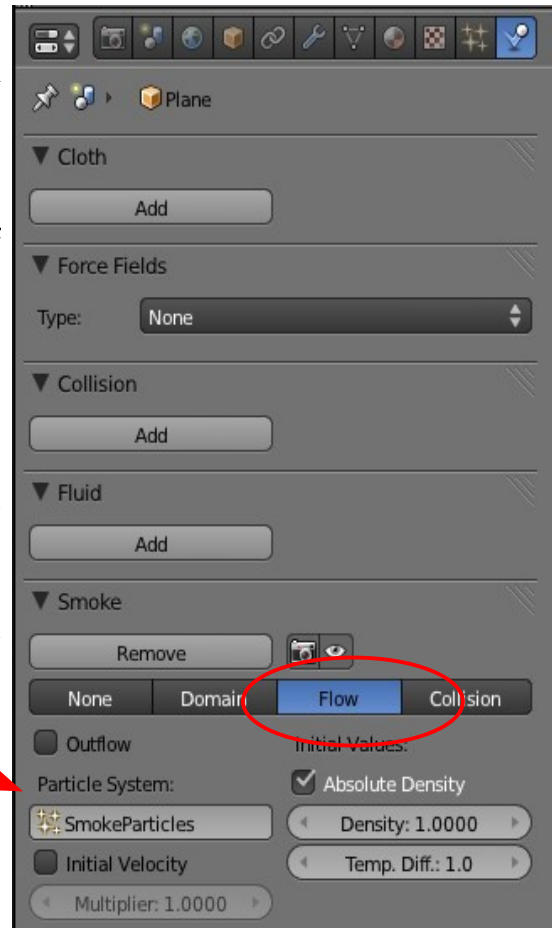 Plane
Cloth
Add
Force Fields
Type: None
Collision
Add
Fluid
Add
Smoke
Remove
None Domain Flow Collision
Outflow Initial Values:
Particle System: Absolute Density
SmokeParticles Density: 1.0000
Initial Velocity Temp. Diff.: 1.0
Multiplier: 1.0000